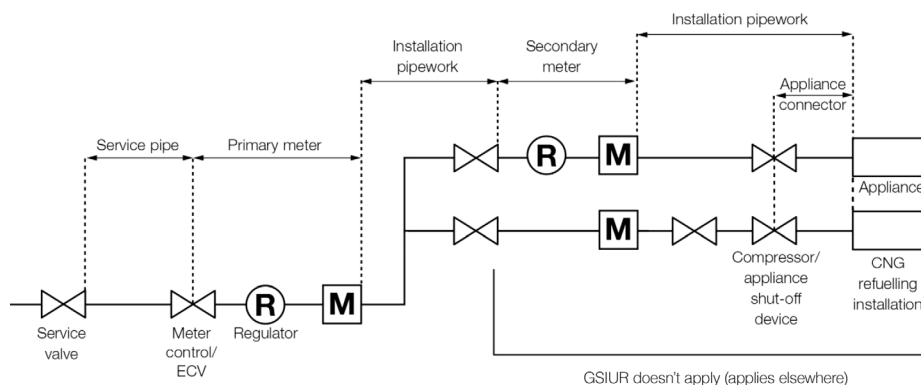 Installation pipework
Installation
pipework
Secondary
meter
Appliance
connector
Service pipe
Primary meter
R
M
Appliance
M
R
M
Service
valve
Meter
control/
ECV
Regulator
Compressor/
appliance
shut-off
device
CNG
refuelling
installation
GSIUR doesn't apply (applies elsewhere)